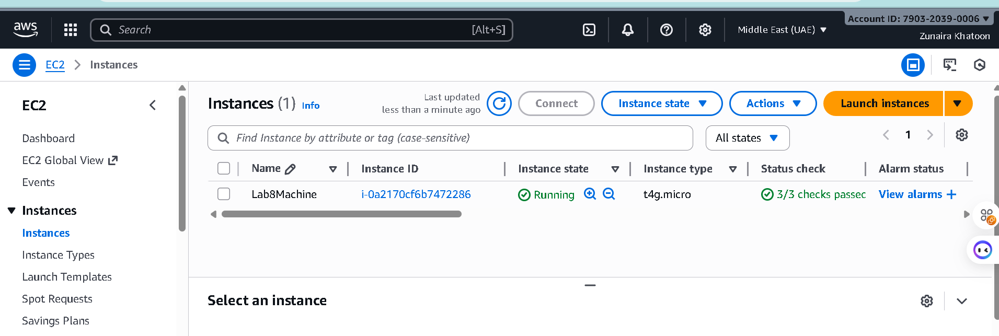 aws
Search [Alt+S]
Middle East (UAE)
Account ID: 7903-2039-0006
Zunaira Khatoon
EC2 Instances
EC2
Dashboard
EC2 Global View
Events
Instances
Instances
Instance Types
Launch Templates
Spot Requests
Savings Plans
Instances (1) Info
Last updated
less than a minute ago
Connect
Instance state
Actions
Launch instances
Find Instance by attribute or tag (case-sensitive)
All states
1
Name Instance ID Instance state Instance type Status check Alarm status
Lab8Machine i-0a2170cf6b7472286 Running t4g.micro 3/3 checks passec View alarms +
Select an instance